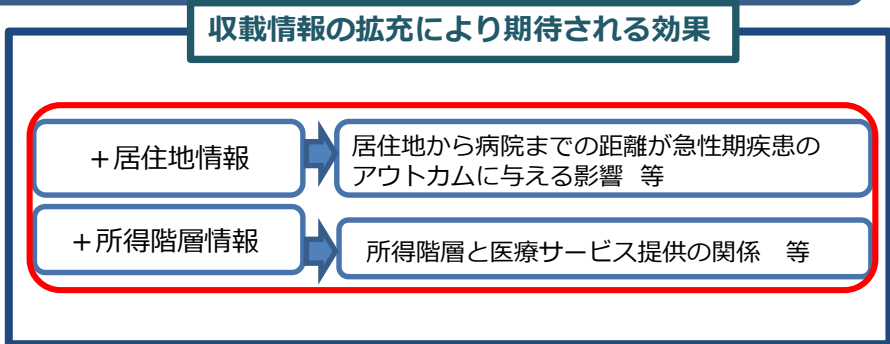 収載情報の拡充により期待される効果
+居住地情報
居住地から病院までの距離が急性期疾患の
アウトカムに与える影響 等
+所得階層情報
所得階層と医療サービス提供の関係　等